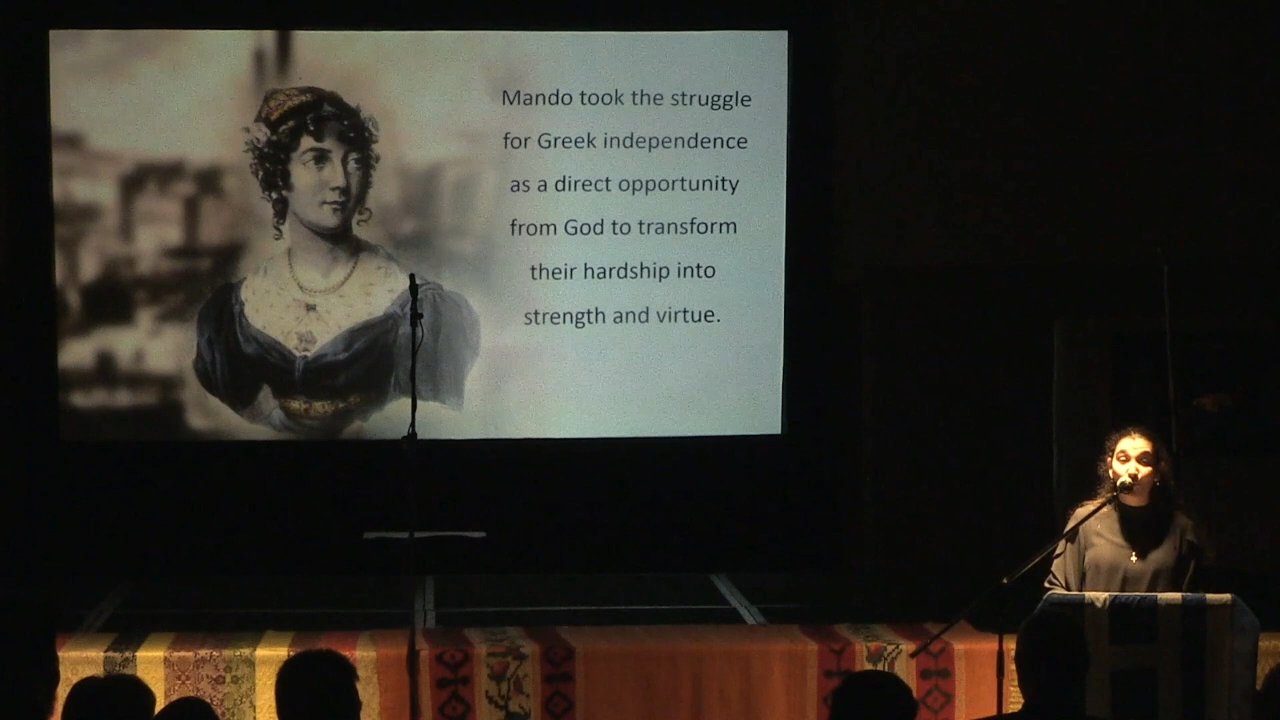 Mando took the struggle
for Greek independence
as a direct opportunity
from God to transform
their hardship into
strength and virtue.